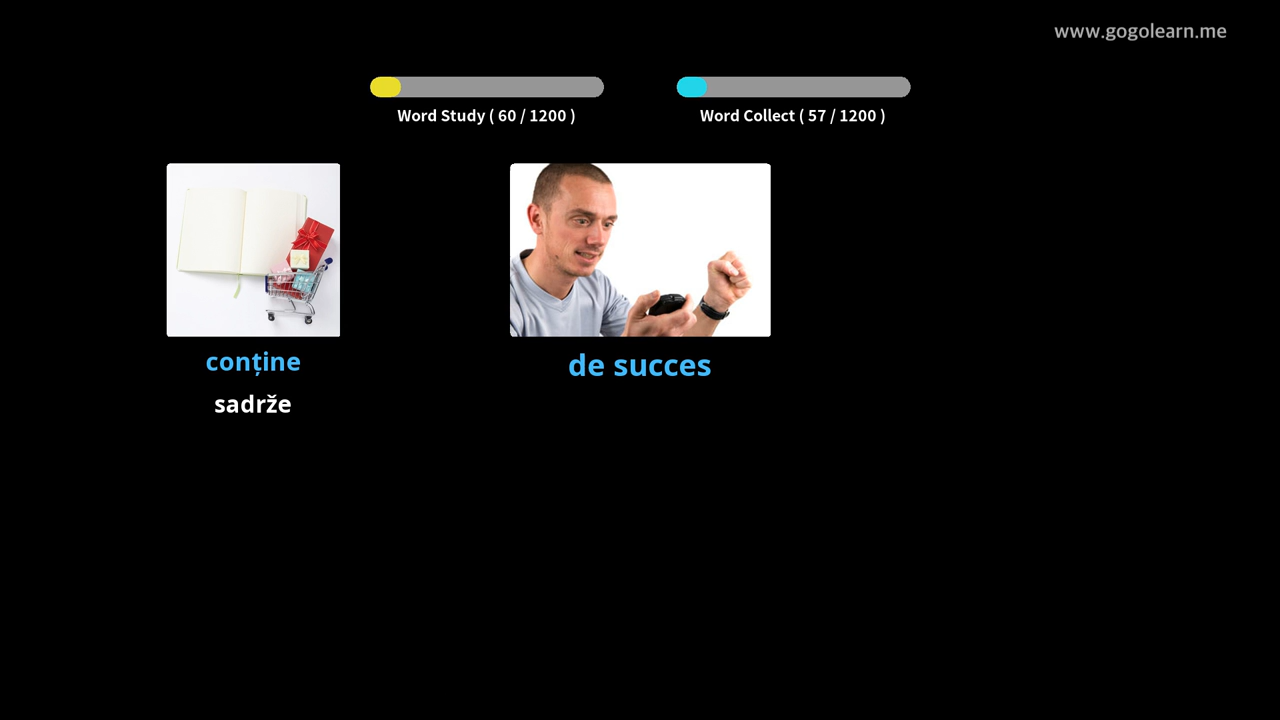 www.gogolearn.me
Word Study ( 60 / 1200 )
Word Collect ( 57 / 1200 )
conține
sadrže
de succes